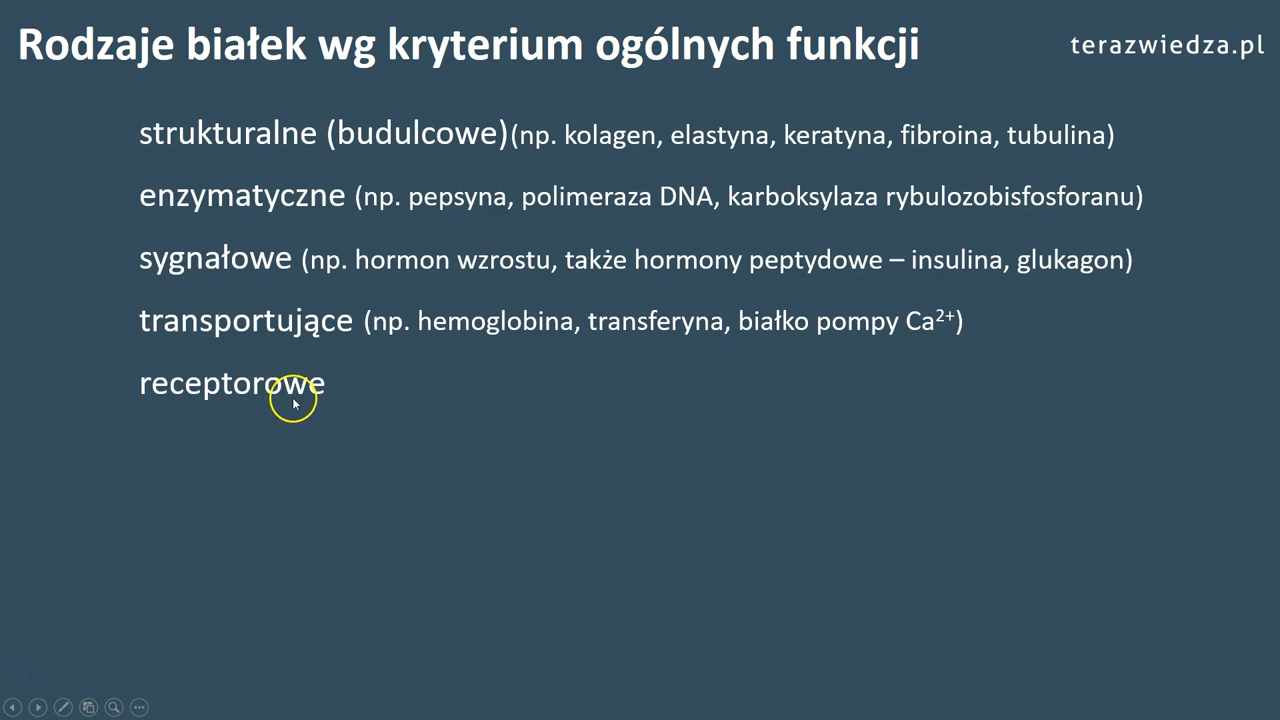 Rodzaje białek wg kryterium ogólnych funkcji
terazwiedza.pl
strukturalne (budulcowe)(np. kolagen, elastyna, keratyna, fibroina, tubulina)
enzymatyczne (np. pepsyna, polimeraza DNA, karboksylaza rybulozobisfosforanu)
sygnałowe (np. hormon wzrostu, także hormony peptydowe – insulina, glukagon)
transportujące (np. hemoglobina, transferyna, białko pompy Ca²⁺)
receptorowe